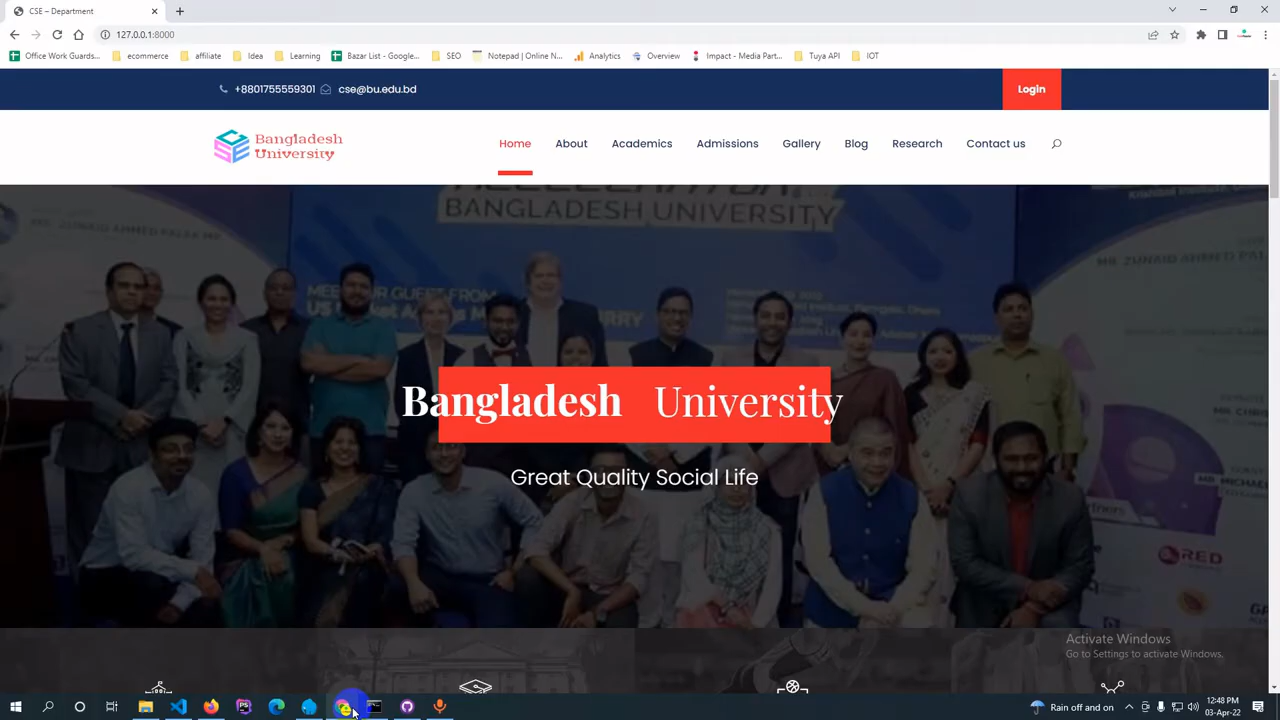 CSE – Department
127.0.0.1:8000
Office Work Guards...
ecommerce
affiliate
Idea
Learning
Bazar List - Google...
SEO
Notepad | Online N...
Analytics
Overview
Impact - Media Part...
Tuya API
IOT
+8801755559301
cse@bu.edu.bd
Login
Bangladesh
University
Home
About
Academics
Admissions
Gallery
Blog
Research
Contact us
BANGLADESH UNIVERSITY
Bangladesh University
Great Quality Social Life
RED
Activate Windows
Go to Settings to activate Windows.
Rain off and on
12:48 PM
03-Apr-22